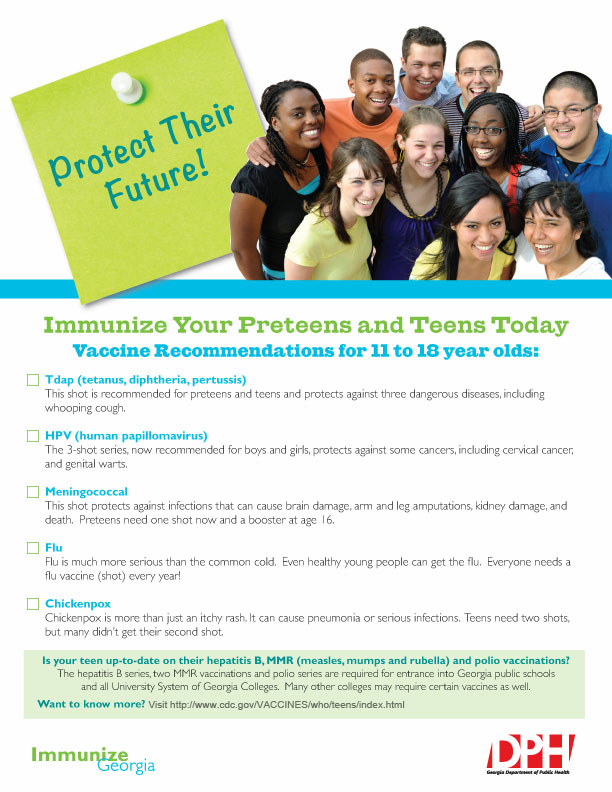 Protect Their
Future!
Immunize Your Preteens and Teens Today
Vaccine Recommendations for 11 to 18 year olds:
Tdap (tetanus, diphtheria, pertussis)
This shot is recommended for preteens and teens and protects against three dangerous diseases, including
whooping cough.
HPV (human papillomavirus)
The 3-shot series, now recommended for boys and girls, protects against some cancers, including cervical cancer,
and genital warts.
Meningococcal
This shot protects against infections that can cause brain damage, arm and leg amputations, kidney damage, and
death. Preteens need one shot now and a booster at age 16.
Flu
Flu is much more serious than the common cold. Even healthy young people can get the flu. Everyone needs a
flu vaccine (shot) every year!
Chickenpox
Chickenpox is more than just an itchy rash. It can cause pneumonia or serious infections. Teens need two shots,
but many didn't get their second shot.
Is your teen up-to-date on their hepatitis B, MMR (measles, mumps and rubella) and polio vaccinations?
The hepatitis B series, two MMR vaccinations and polio series are required for entrance into Georgia public schools
and all University System of Georgia Colleges. Many other colleges may require certain vaccines as well.
Want to know more? Visit http://www.cdc.gov/VACCINES/who/teens/index.html
Immunize
Georgia
DPH
Georgia Department of Public Health